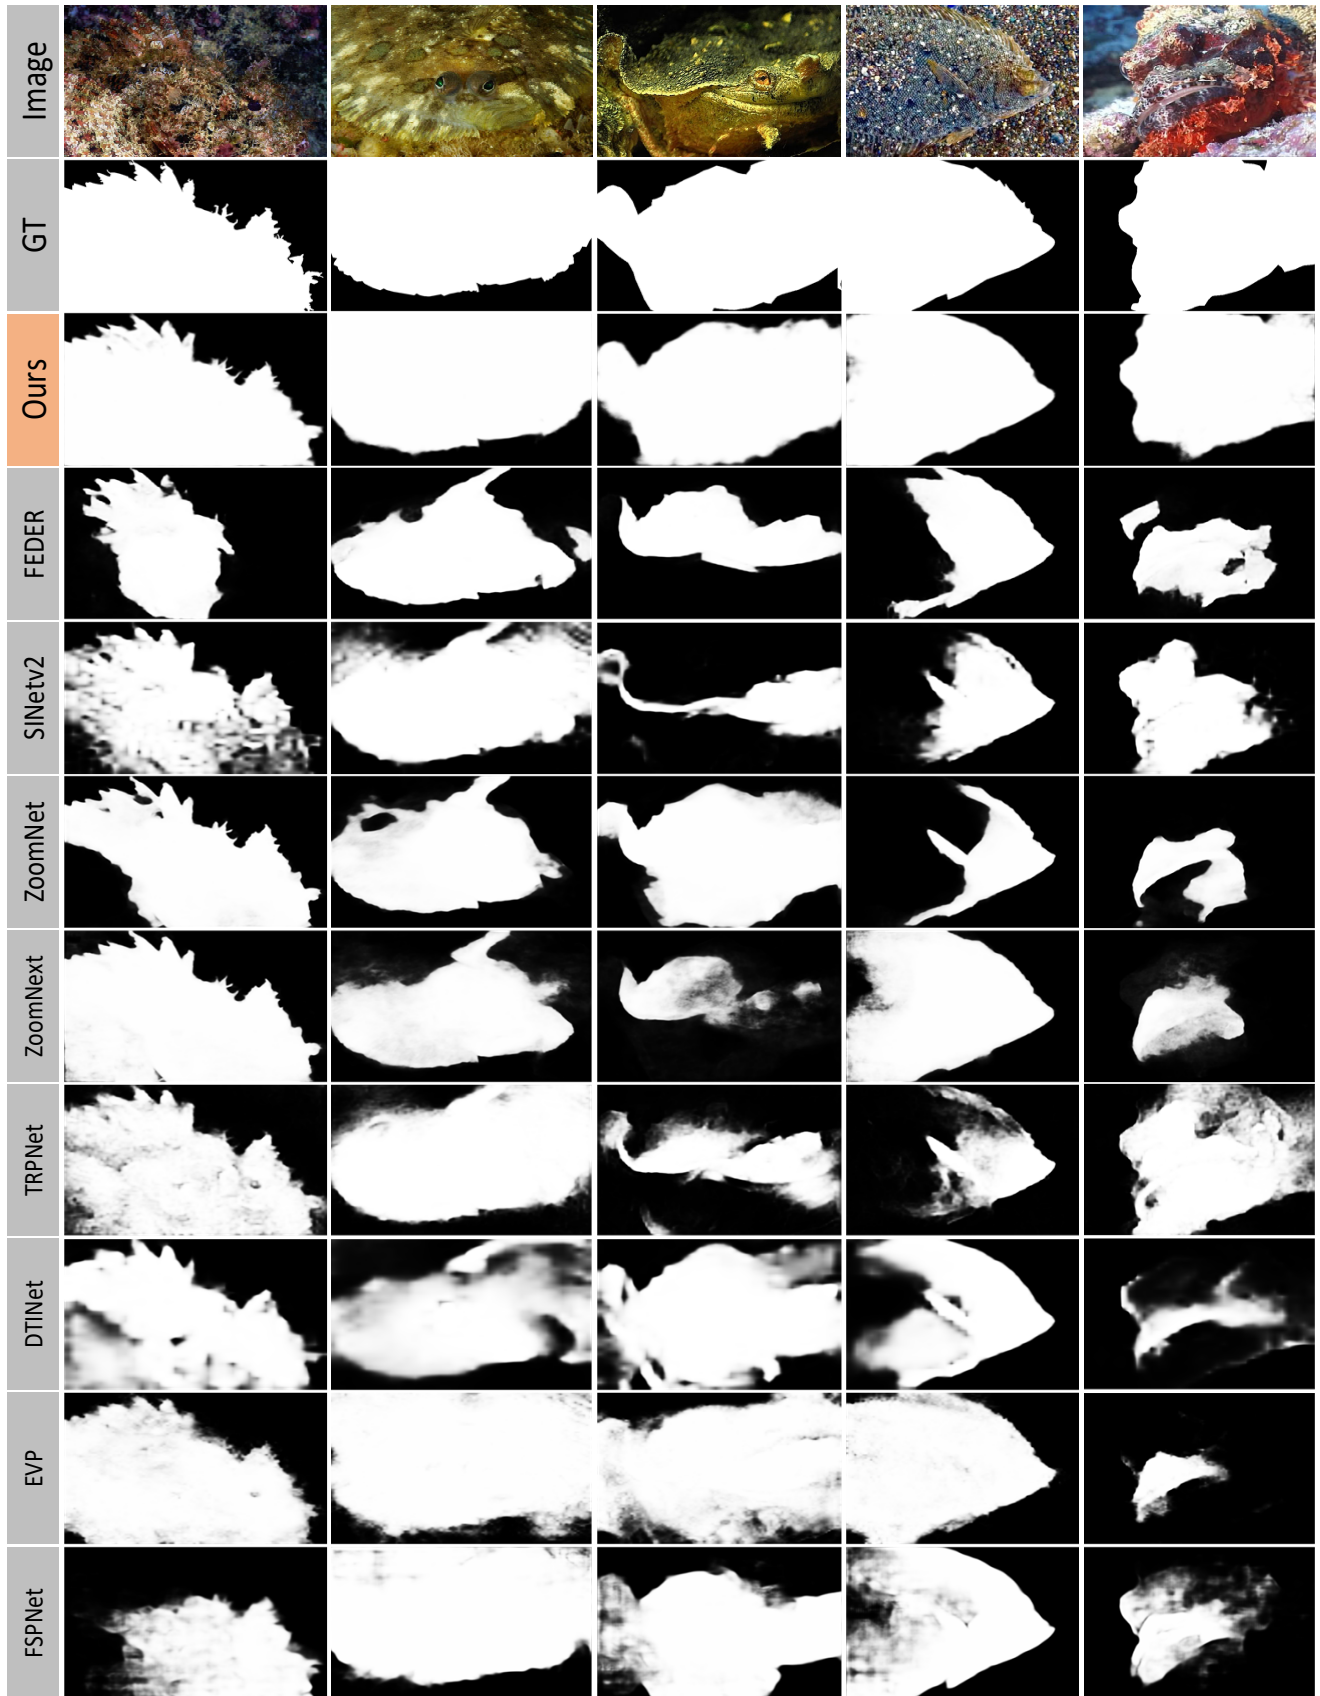 Image
GT
Ours
FEDER
SINetv2
ZoomNet
ZoomNext
TRPNet
DTINet
EVP
FSPNet